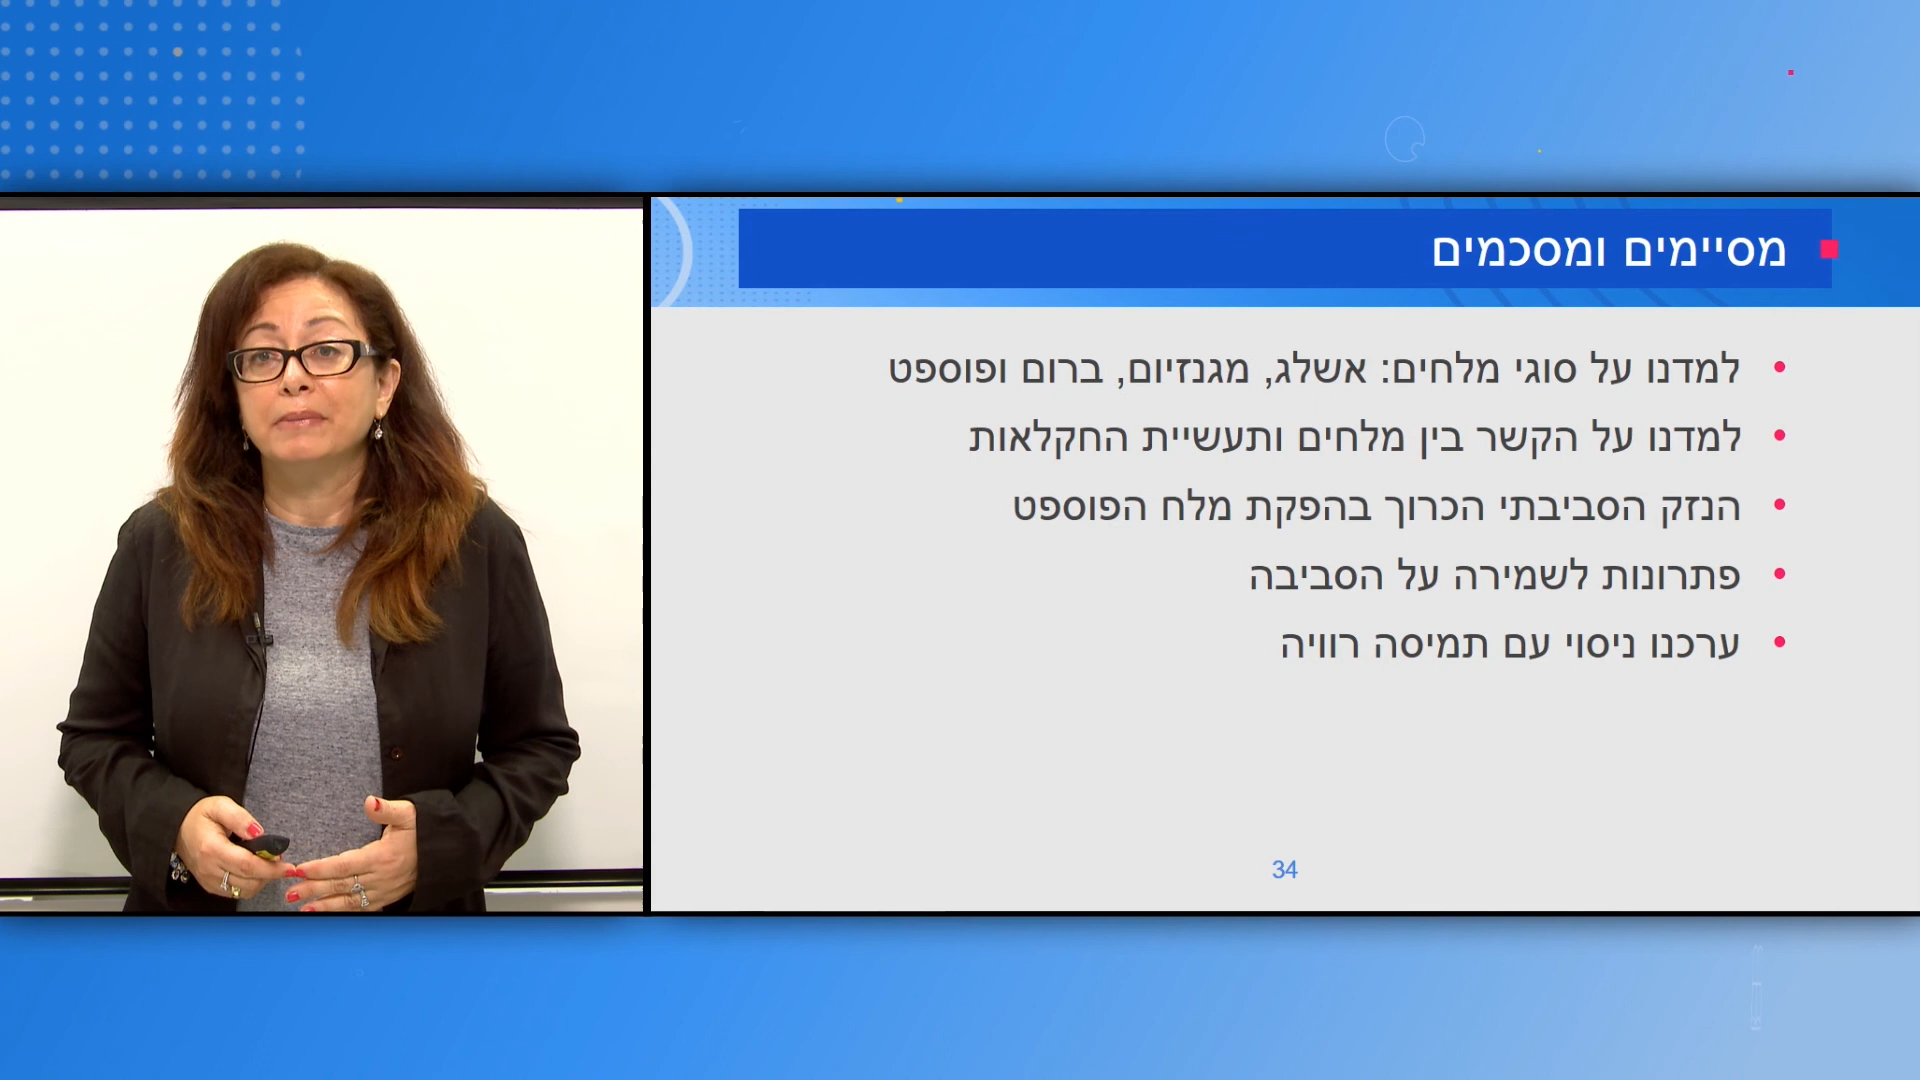 מסיימים ומסכמים
למדנו על סוגי מלחים: אשלג, מגנזיום, ברום ופוספט
למדנו על הקשר בין מלחים ותעשיית החקלאות
הנזק הסביבתי הכרוך בהפקת מלח הפוספט
פתרונות לשמירה על הסביבה
ערכנו ניסוי עם תמיסה רוויה
34